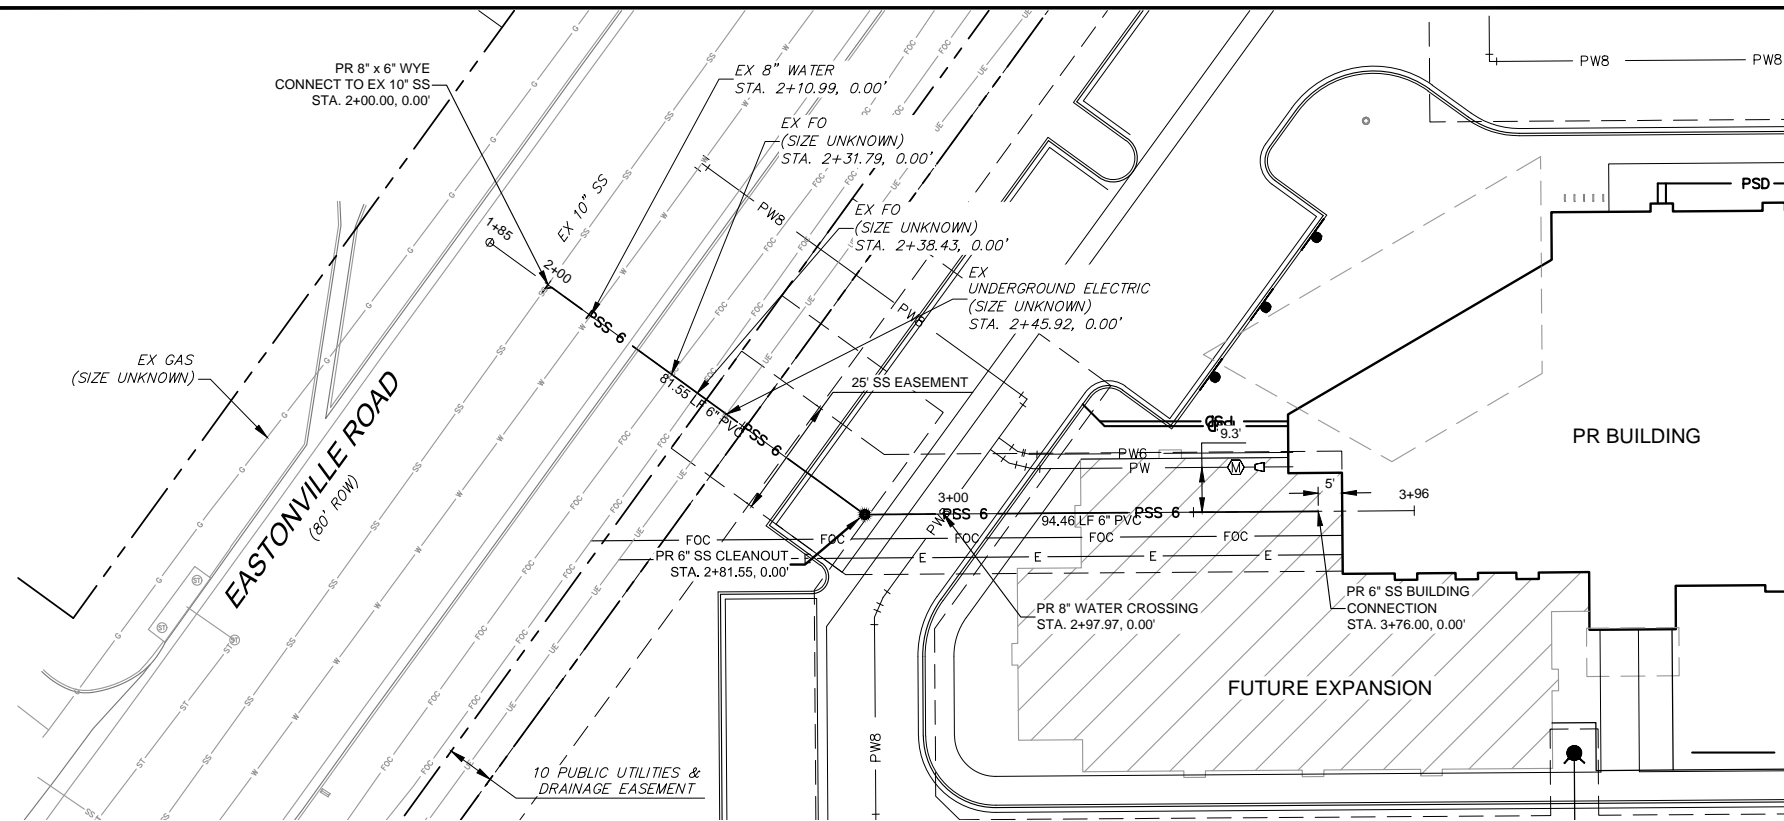 PR 8" x 6" WYE
CONNECT TO EX 10" SS
STA. 2+00.00, 0.00'
EX 8" WATER
STA. 2+10.99, 0.00'
EX FO
(SIZE UNKNOWN)
STA. 2+31.79, 0.00'
EX FO
(SIZE UNKNOWN)
STA. 2+38.43, 0.00'
EX
UNDERGROUND ELECTRIC
(SIZE UNKNOWN)
STA. 2+45.92, 0.00'
EX 10" SS
1+85
2+00
PW8
PW8
PW8
PW8
PSD
PSS 6
81.55 LF 6" PVC
PSS 6
25' SS EASEMENT
EX GAS
(SIZE UNKNOWN)
EASTONVILLE ROAD
(80' ROW)
9.3'
PW6
PW
M
PR BUILDING
5'
3+96
3+00
PSS 6
94.46 LF 6" PVC
PSS 6
FOC
FOC
FOC
FOC
FOC
E
E
E
E
E
PR 6" SS CLEANOUT
STA. 2+81.55, 0.00'
PR 8" WATER CROSSING
STA. 2+97.97, 0.00'
PR 6" SS BUILDING
CONNECTION
STA. 3+76.00, 0.00'
FUTURE EXPANSION
PW8
10 PUBLIC UTILITIES &
DRAINAGE EASEMENT